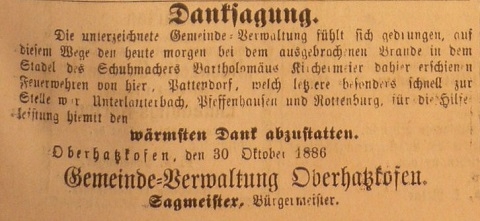 Danksagung.
Die unterzeichnete Gemeinde-Verwaltung fühlt sich gedrungen, auf
diesem Wege den heute morgen bei dem ausgebrochnen Brande in dem
Stadel des Schuhmachers Bartholomäus Kirchermeier dahier erschienen
Feuerwehren von hier, Pattendorf, welch letztere besonders schnell zur
Stelle war Unterlauterbach, Pfeffenhausen und Rottenburg, für die Hilfe-
leistung hiemit den
wärmsten Dank abzustatten.
Oberhatzkofen, den 30 Oktober 1886
Gemeinde-Verwaltung Oberhatzkofen.
Sagmeister, Bürgermeister.